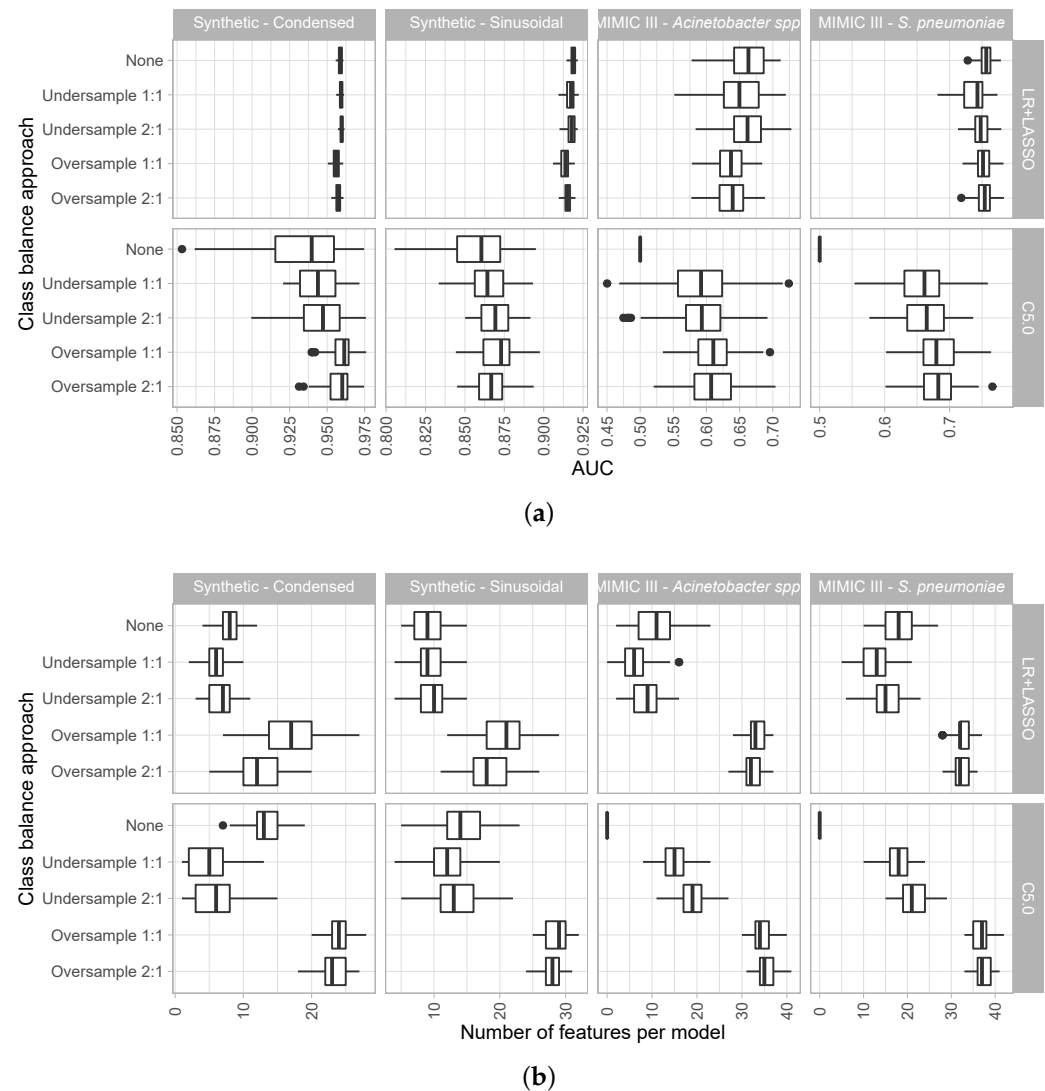 Synthetic - Condensed Synthetic - Sinusoidal MIMIC III - Acinetobacter spp MIMIC III - S. pneumoniae
Class balance approach
None
Undersample 1:1
Undersample 2:1
Oversample 1:1
Oversample 2:1
LR+LASSO
None
Undersample 1:1
Undersample 2:1
Oversample 1:1
Oversample 2:1
C5.0
0.850 0.875 0.900 0.925 0.950 0.975 0.800 0.825 0.850 0.875 0.900 0.925 0.45 0.50 0.55 0.60 0.65 0.70 0.5 0.6 0.7
AUC
(a)
Synthetic - Condensed Synthetic - Sinusoidal MIMIC III - Acinetobacter spp MIMIC III - S. pneumoniae
Class balance approach
None
Undersample 1:1
Undersample 2:1
Oversample 1:1
Oversample 2:1
LR+LASSO
None
Undersample 1:1
Undersample 2:1
Oversample 1:1
Oversample 2:1
C5.0
0 10 20 10 20 30 0 10 20 30 40 0 10 20 30 40
Number of features per model
(b)